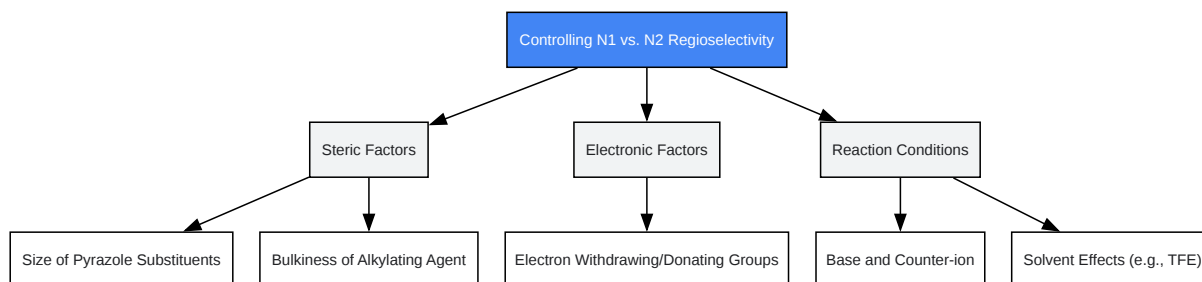 Controlling N1 vs. N2 Regioselectivity
Steric Factors
Electronic Factors
Reaction Conditions
Size of Pyrazole Substituents
Bulkiness of Alkylating Agent
Electron Withdrawing/Donating Groups
Base and Counter-ion
Solvent Effects (e.g., TFE)